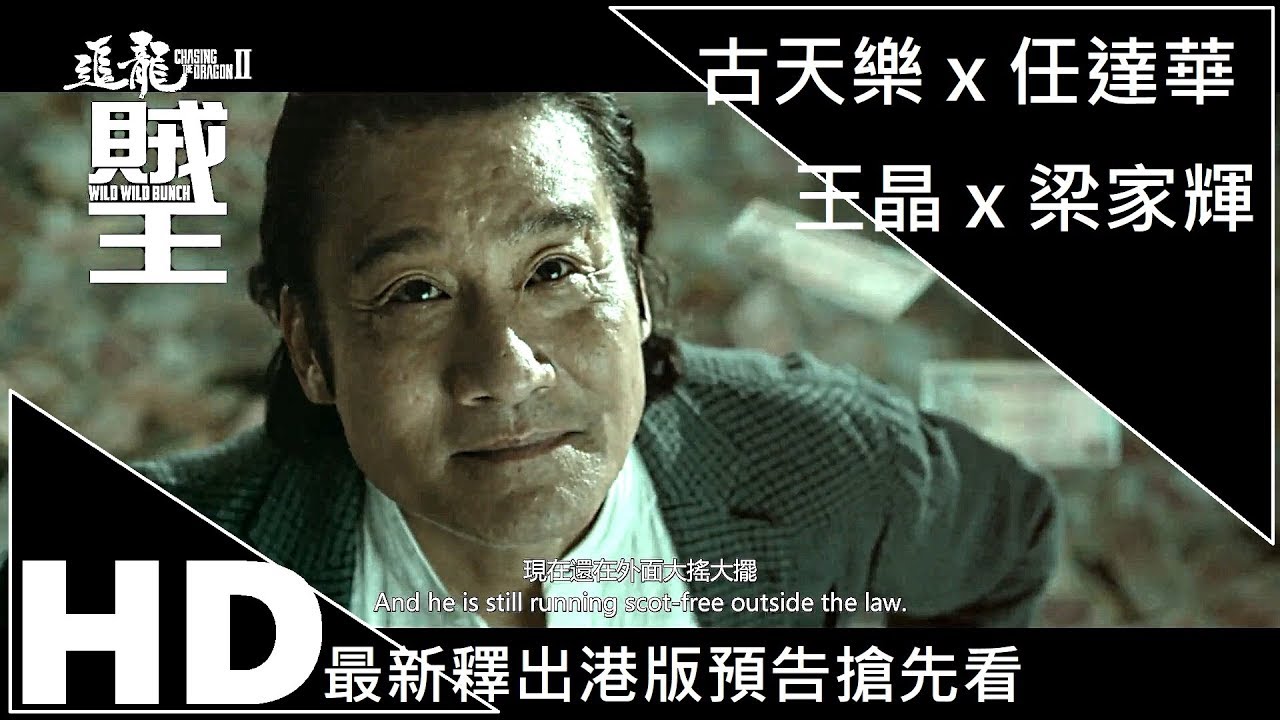 追龍 CHASING THE DRAGON II
賊王
WILD WILD BUNCH
古天樂 x 任達華
王晶 x 梁家輝
現在還在外面大搖大擺
And he is still running scot-free outside the law.
HD
最新釋出港版預告搶先看